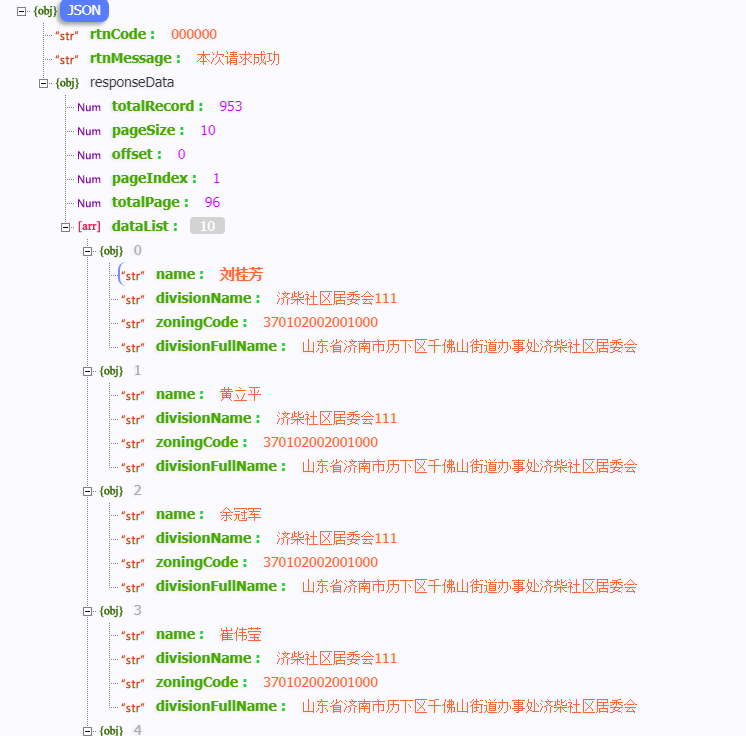 {obj} JSON
"str" rtnCode : 000000
"str" rtnMessage : 本次请求成功
{obj} responseData
Num totalRecord : 953
Num pageSize : 10
Num offset : 0
Num pageIndex : 1
Num totalPage : 96
[arr] dataList : 10
{obj} 0
"str" name : 刘桂芳
"str" divisionName : 济柴社区居委会111
"str" zoningCode : 370102002001000
"str" divisionFullName : 山东省济南市历下区千佛山街道办事处济柴社区居委会
{obj} 1
"str" name : 黄立平
"str" divisionName : 济柴社区居委会111
"str" zoningCode : 370102002001000
"str" divisionFullName : 山东省济南市历下区千佛山街道办事处济柴社区居委会
{obj} 2
"str" name : 余冠军
"str" divisionName : 济柴社区居委会111
"str" zoningCode : 370102002001000
"str" divisionFullName : 山东省济南市历下区千佛山街道办事处济柴社区居委会
{obj} 3
"str" name : 崔伟莹
"str" divisionName : 济柴社区居委会111
"str" zoningCode : 370102002001000
"str" divisionFullName : 山东省济南市历下区千佛山街道办事处济柴社区居委会
{obj} 4